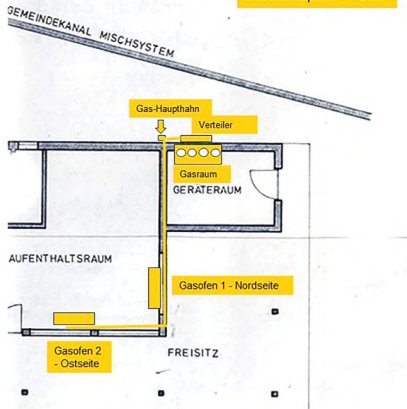 GEMEINDEKANAL MISCHSYSTEM
Gas-Haupthahn
Verteiler
Gasraum
GERÄTERAUM
AUFENTHALTSRAUM
Gasofen 1 - Nordseite
Gasofen 2
- Ostseite
FREISITZ